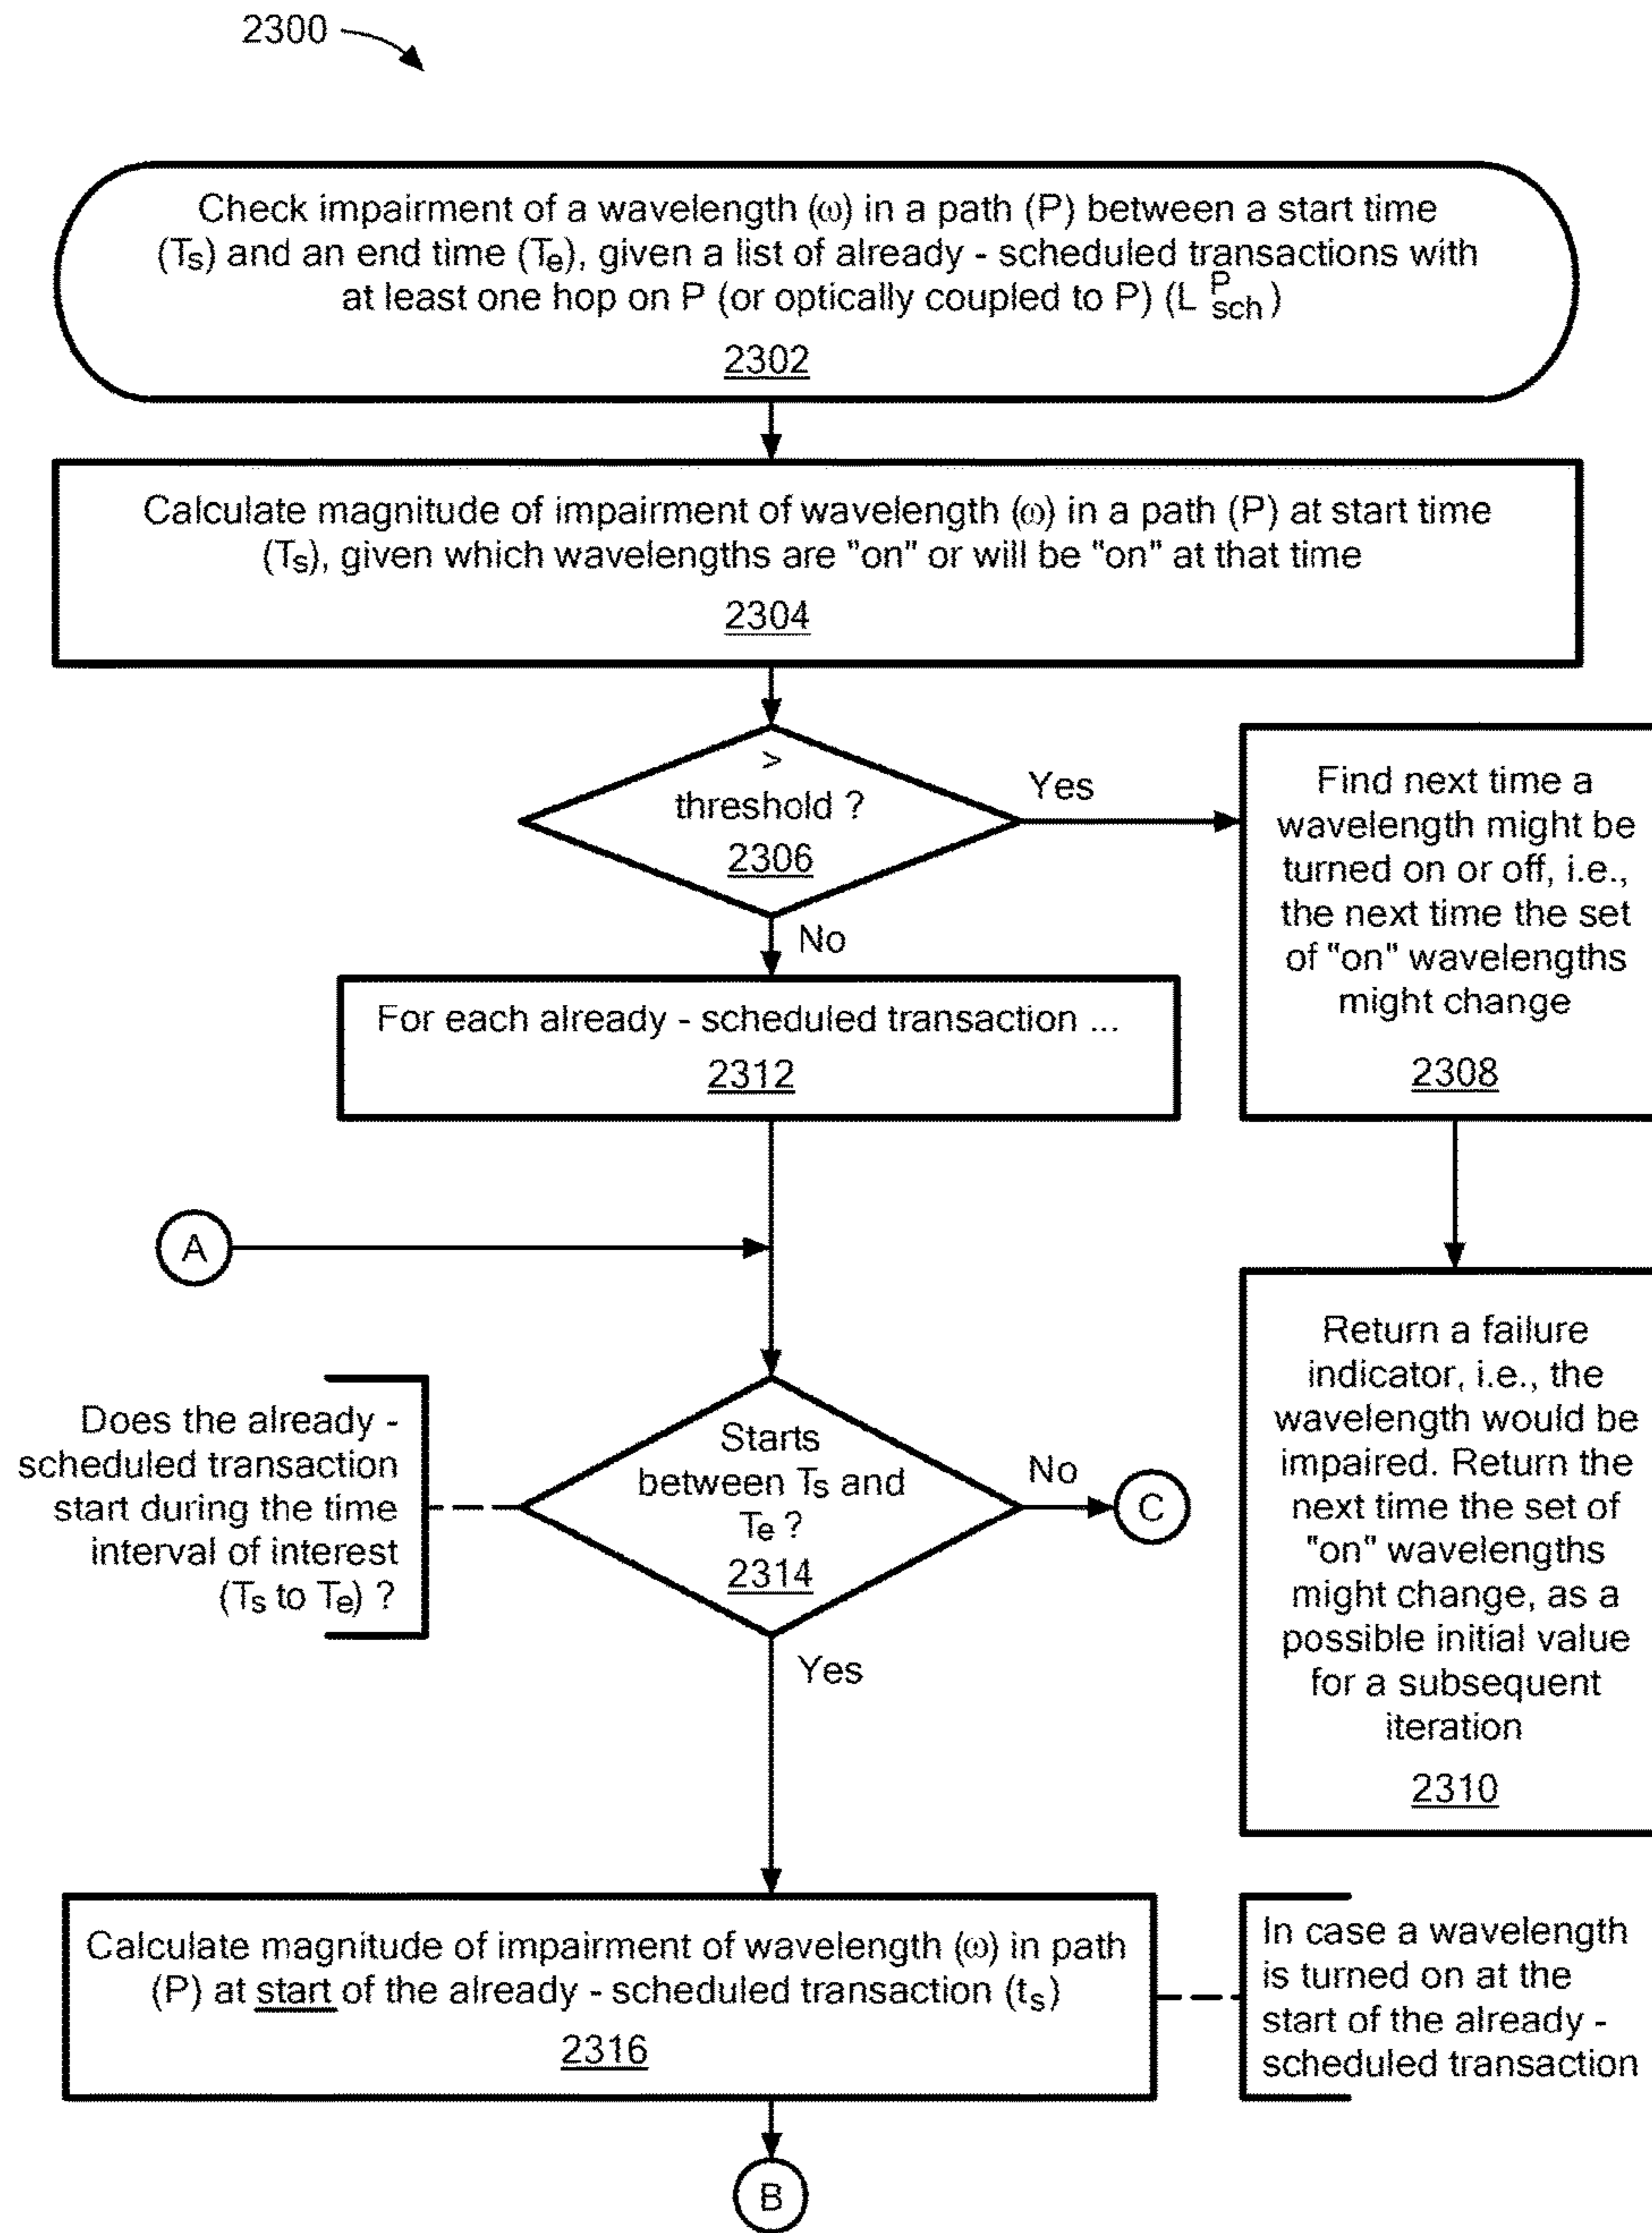 2300
Check impairment of a wavelength (ω) in a path (P) between a start time
(Ts) and an end time (Te), given a list of already - scheduled transactions with
at least one hop on P (or optically coupled to P) (L P sch)
2302
Calculate magnitude of impairment of wavelength (ω) in a path (P) at start time
(Ts), given which wavelengths are "on" or will be "on" at that time
2304
>
threshold ?
2306
Yes
No
Find next time a
wavelength might be
turned on or off, i.e.,
the next time the set
of "on" wavelengths
might change
2308
For each already - scheduled transaction ...
2312
A
Return a failure
indicator, i.e., the
wavelength would be
impaired. Return the
next time the set of
"on" wavelengths
might change, as a
possible initial value
for a subsequent
iteration
2310
Does the already -
scheduled transaction
start during the time
interval of interest
(Ts to Te) ?
Starts
between Ts and
Te ?
2314
No
C
Yes
Calculate magnitude of impairment of wavelength (ω) in path
(P) at start of the already - scheduled transaction (ts)
2316
In case a wavelength
is turned on at the
start of the already -
scheduled transaction
B